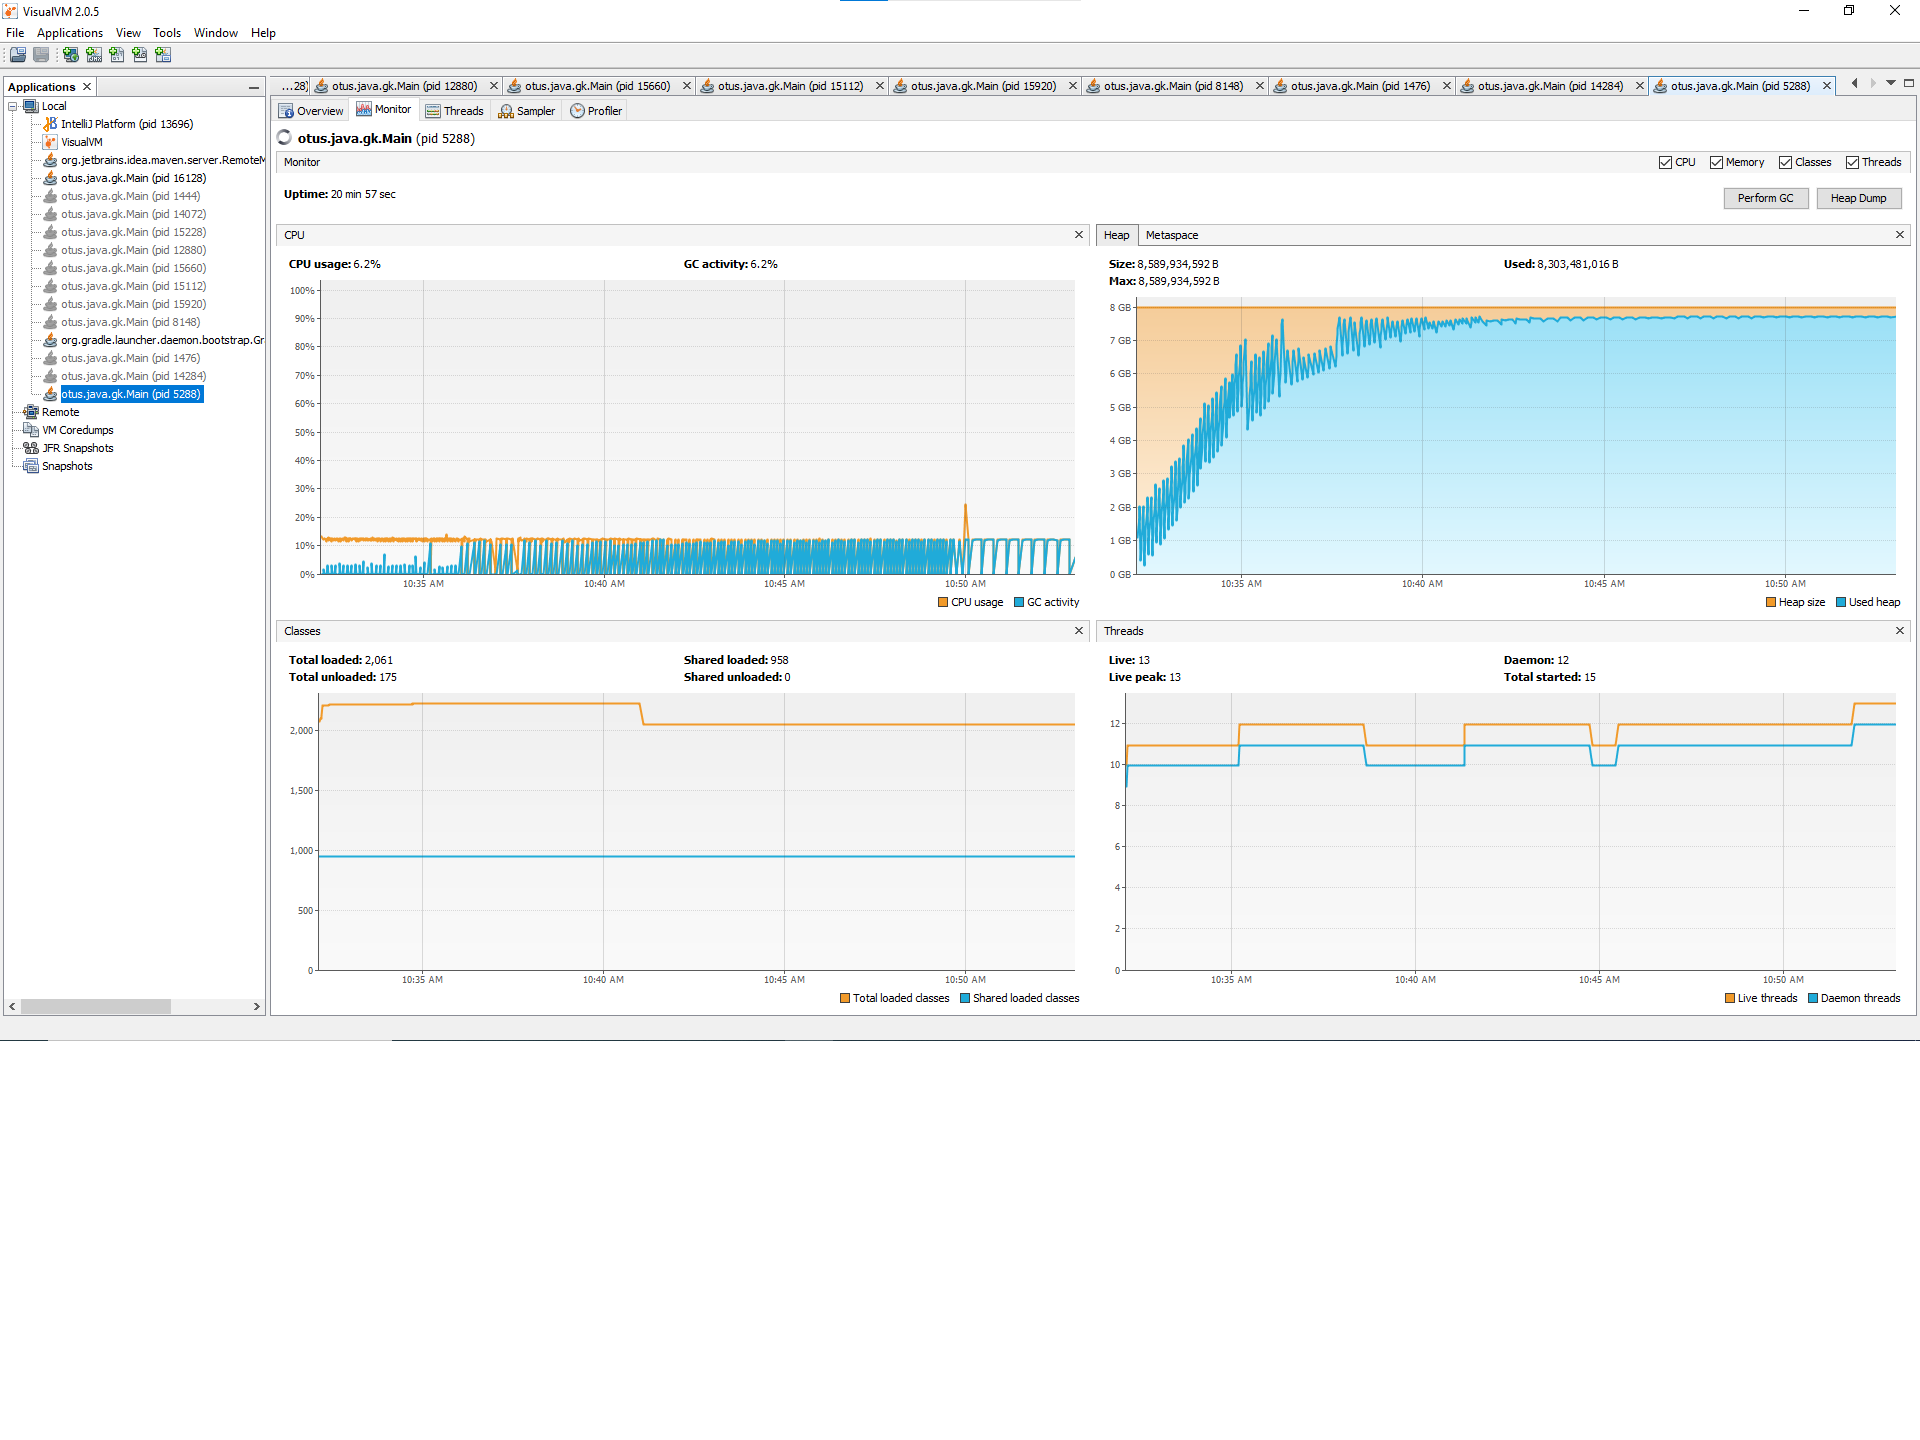 VisualVM 2.0.5
File Applications View Tools Window Help
Applications
Local
IntelliJ Platform (pid 13696)
VisualVM
org.jetbrains.idea.maven.server.RemoteM
otus.java.gk.Main (pid 16128)
otus.java.gk.Main (pid 1444)
otus.java.gk.Main (pid 14072)
otus.java.gk.Main (pid 15228)
otus.java.gk.Main (pid 12880)
otus.java.gk.Main (pid 15660)
otus.java.gk.Main (pid 15112)
otus.java.gk.Main (pid 15920)
otus.java.gk.Main (pid 8148)
org.gradle.launcher.daemon.bootstrap.Gr
otus.java.gk.Main (pid 1476)
otus.java.gk.Main (pid 14284)
otus.java.gk.Main (pid 5288)
Remote
VM Coredumps
JFR Snapshots
Snapshots
...28) otus.java.gk.Main (pid 12880) otus.java.gk.Main (pid 15660) otus.java.gk.Main (pid 15112) otus.java.gk.Main (pid 15920) otus.java.gk.Main (pid 8148) otus.java.gk.Main (pid 1476) otus.java.gk.Main (pid 14284) otus.java.gk.Main (pid 5288)
Overview Monitor Threads Sampler Profiler
otus.java.gk.Main (pid 5288)
Monitor CPU Memory Classes Threads
Uptime: 20 min 57 sec Perform GC Heap Dump
CPU
CPU usage: 6.2% GC activity: 6.2%
100%
90%
80%
70%
60%
50%
40%
30%
20%
10%
0%
10:35 AM 10:40 AM 10:45 AM 10:50 AM
CPU usage GC activity
Heap Metaspace
Size: 8,589,934,592 B Used: 8,303,481,016 B
Max: 8,589,934,592 B
8 GB
7 GB
6 GB
5 GB
4 GB
3 GB
2 GB
1 GB
0 GB
10:35 AM 10:40 AM 10:45 AM 10:50 AM
Heap size Used heap
Classes
Total loaded: 2,061 Shared loaded: 958
Total unloaded: 175 Shared unloaded: 0
2,000
1,500
1,000
500
0
10:35 AM 10:40 AM 10:45 AM 10:50 AM
Total loaded classes Shared loaded classes
Threads
Live: 13 Daemon: 12
Live peak: 13 Total started: 15
12
10
8
6
4
2
0
10:35 AM 10:40 AM 10:45 AM 10:50 AM
Live threads Daemon threads